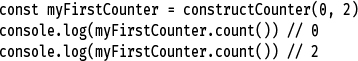 const myFirstCounter = constructCounter(0, 2)
console.log(myFirstCounter.count()) // 0
console.log(myFirstCounter.count()) // 2